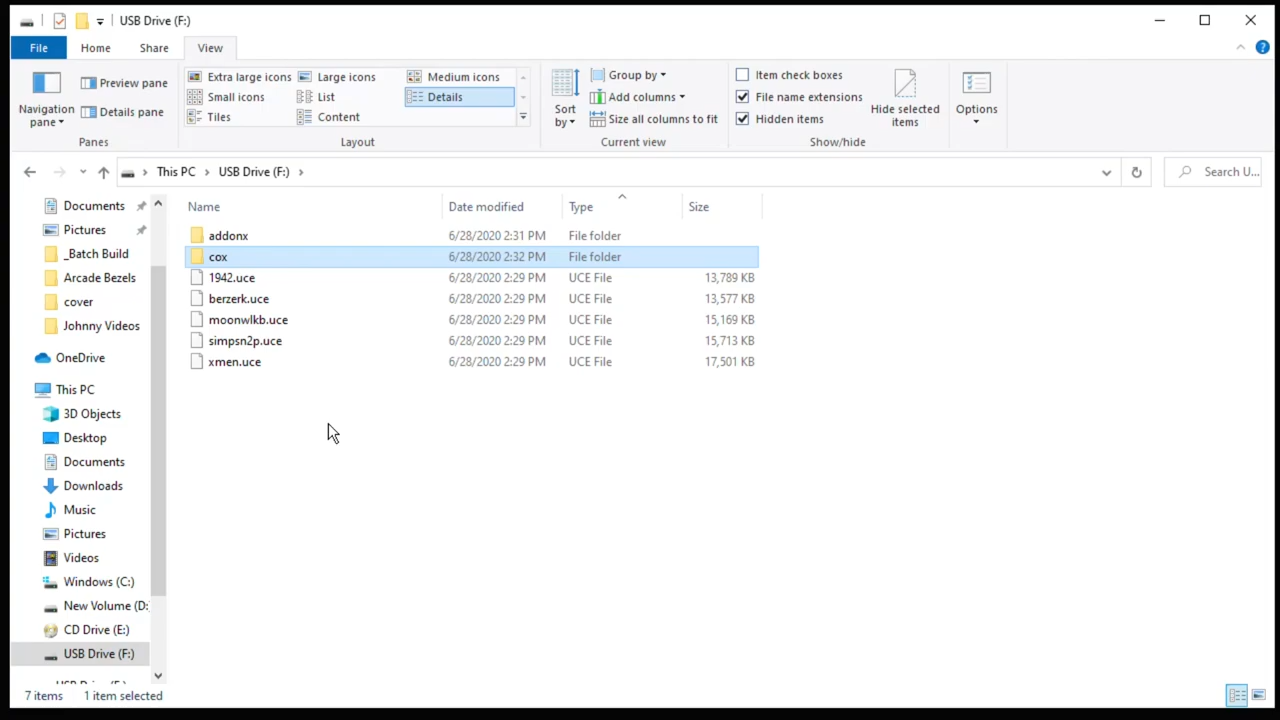 USB Drive (F:)
File Home Share View
Navigation pane
Preview pane
Details pane
Panes
Extra large icons Large icons Medium icons
Small icons List Details
Tiles Content
Layout
Sort by
Group by
Add columns
Size all columns to fit
Current view
Item check boxes
File name extensions
Hidden items
Hide selected items
Show/hide
Options
This PC USB Drive (F:)
Search U...
Documents
Pictures
_Batch Build
Arcade Bezels
cover
Johnny Videos
OneDrive
This PC
3D Objects
Desktop
Documents
Downloads
Music
Pictures
Videos
Windows (C:)
New Volume (D:
CD Drive (E:)
USB Drive (F:)
USB Drive (F:)
Name Date modified Type Size
addonx 6/28/2020 2:31 PM File folder
cox 6/28/2020 2:32 PM File folder
1942.uce 6/28/2020 2:29 PM UCE File 13,789 KB
berzerk.uce 6/28/2020 2:29 PM UCE File 13,577 KB
moonwlkb.uce 6/28/2020 2:29 PM UCE File 15,169 KB
simpsn2p.uce 6/28/2020 2:29 PM UCE File 15,713 KB
xmen.uce 6/28/2020 2:29 PM UCE File 17,501 KB
7 items 1 item selected